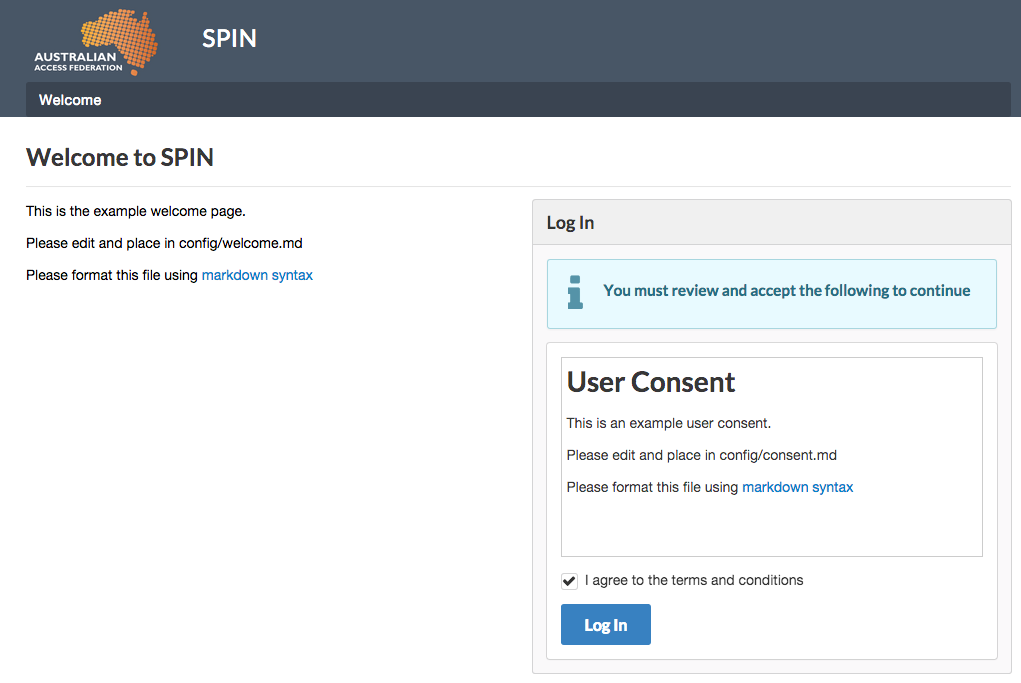 AUSTRALIAN
ACCESS FEDERATION
SPIN
Welcome
Welcome to SPIN
This is the example welcome page.
Please edit and place in config/welcome.md
Please format this file using markdown syntax
Log In
You must review and accept the following to continue
User Consent
This is an example user consent.
Please edit and place in config/consent.md
Please format this file using markdown syntax
I agree to the terms and conditions
Log In